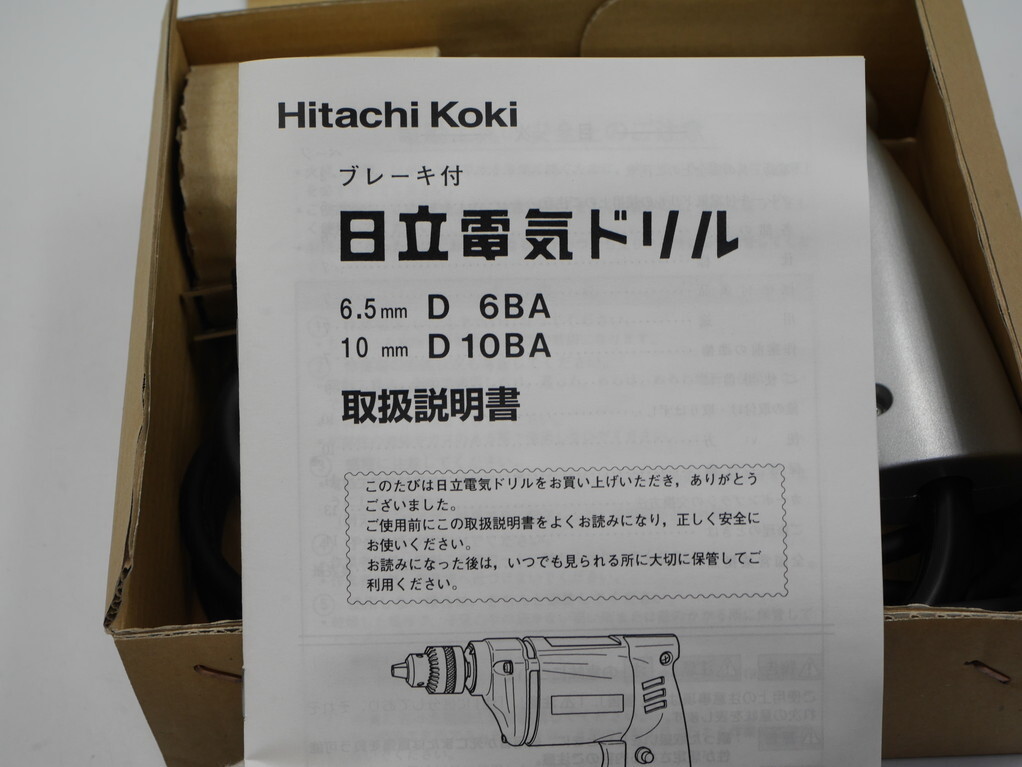 Hitachi Koki
ブレーキ付
日立電気ドリル
6.5mm D 6BA
10 mm D 10BA
取扱説明書
このたびは日立電気ドリルをお買い上げいただき，ありがとう
ございました。
ご使用前にこの取扱説明書をよくお読みになり，正しく安全に
お使いください。
お読みになった後は，いつでも見られる所に大切に保管してご
利用ください。